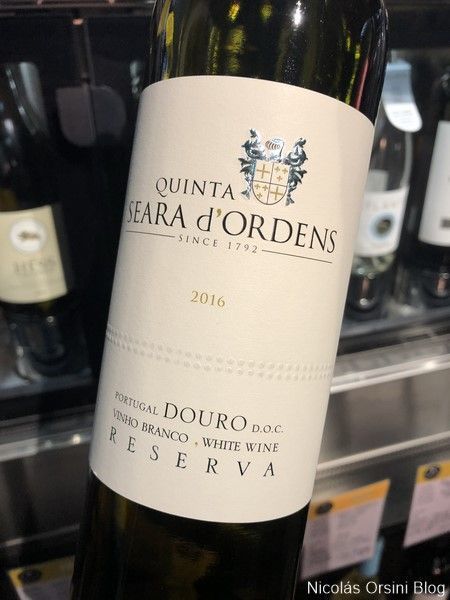 QUINTA
SEARA d'ORDENS
SINCE 1792
2016
PORTUGAL DOURO D.O.C.
VINHO BRANCO . WHITE WINE
RESERVA
Nicolás Orsini Blog